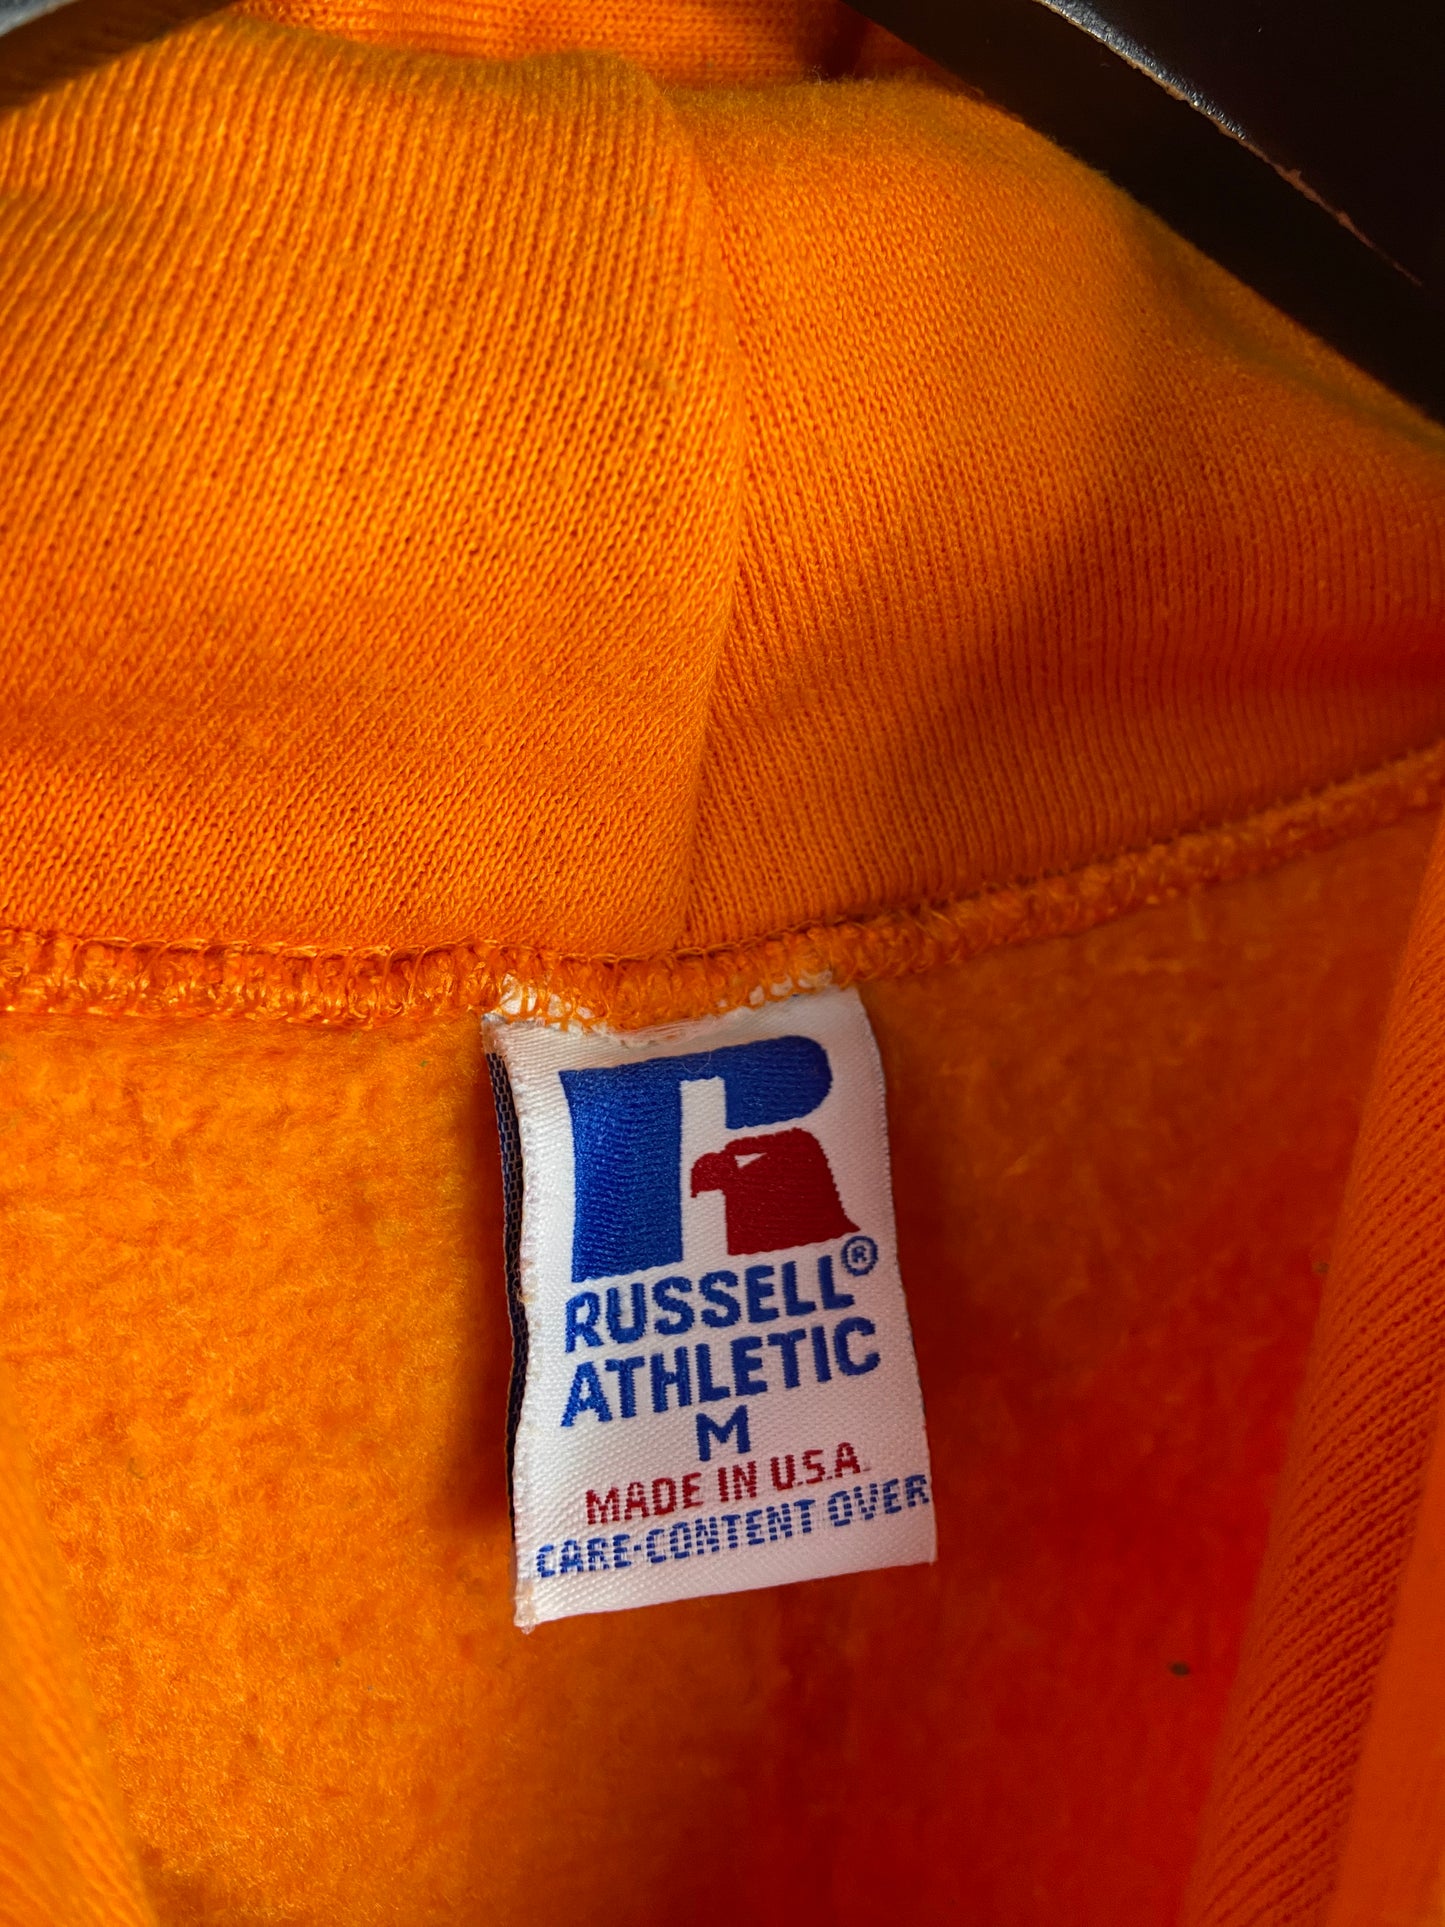 RUSSELL®
ATHLETIC
M
MADE IN U.S.A.
CARE-CONTENT OVER